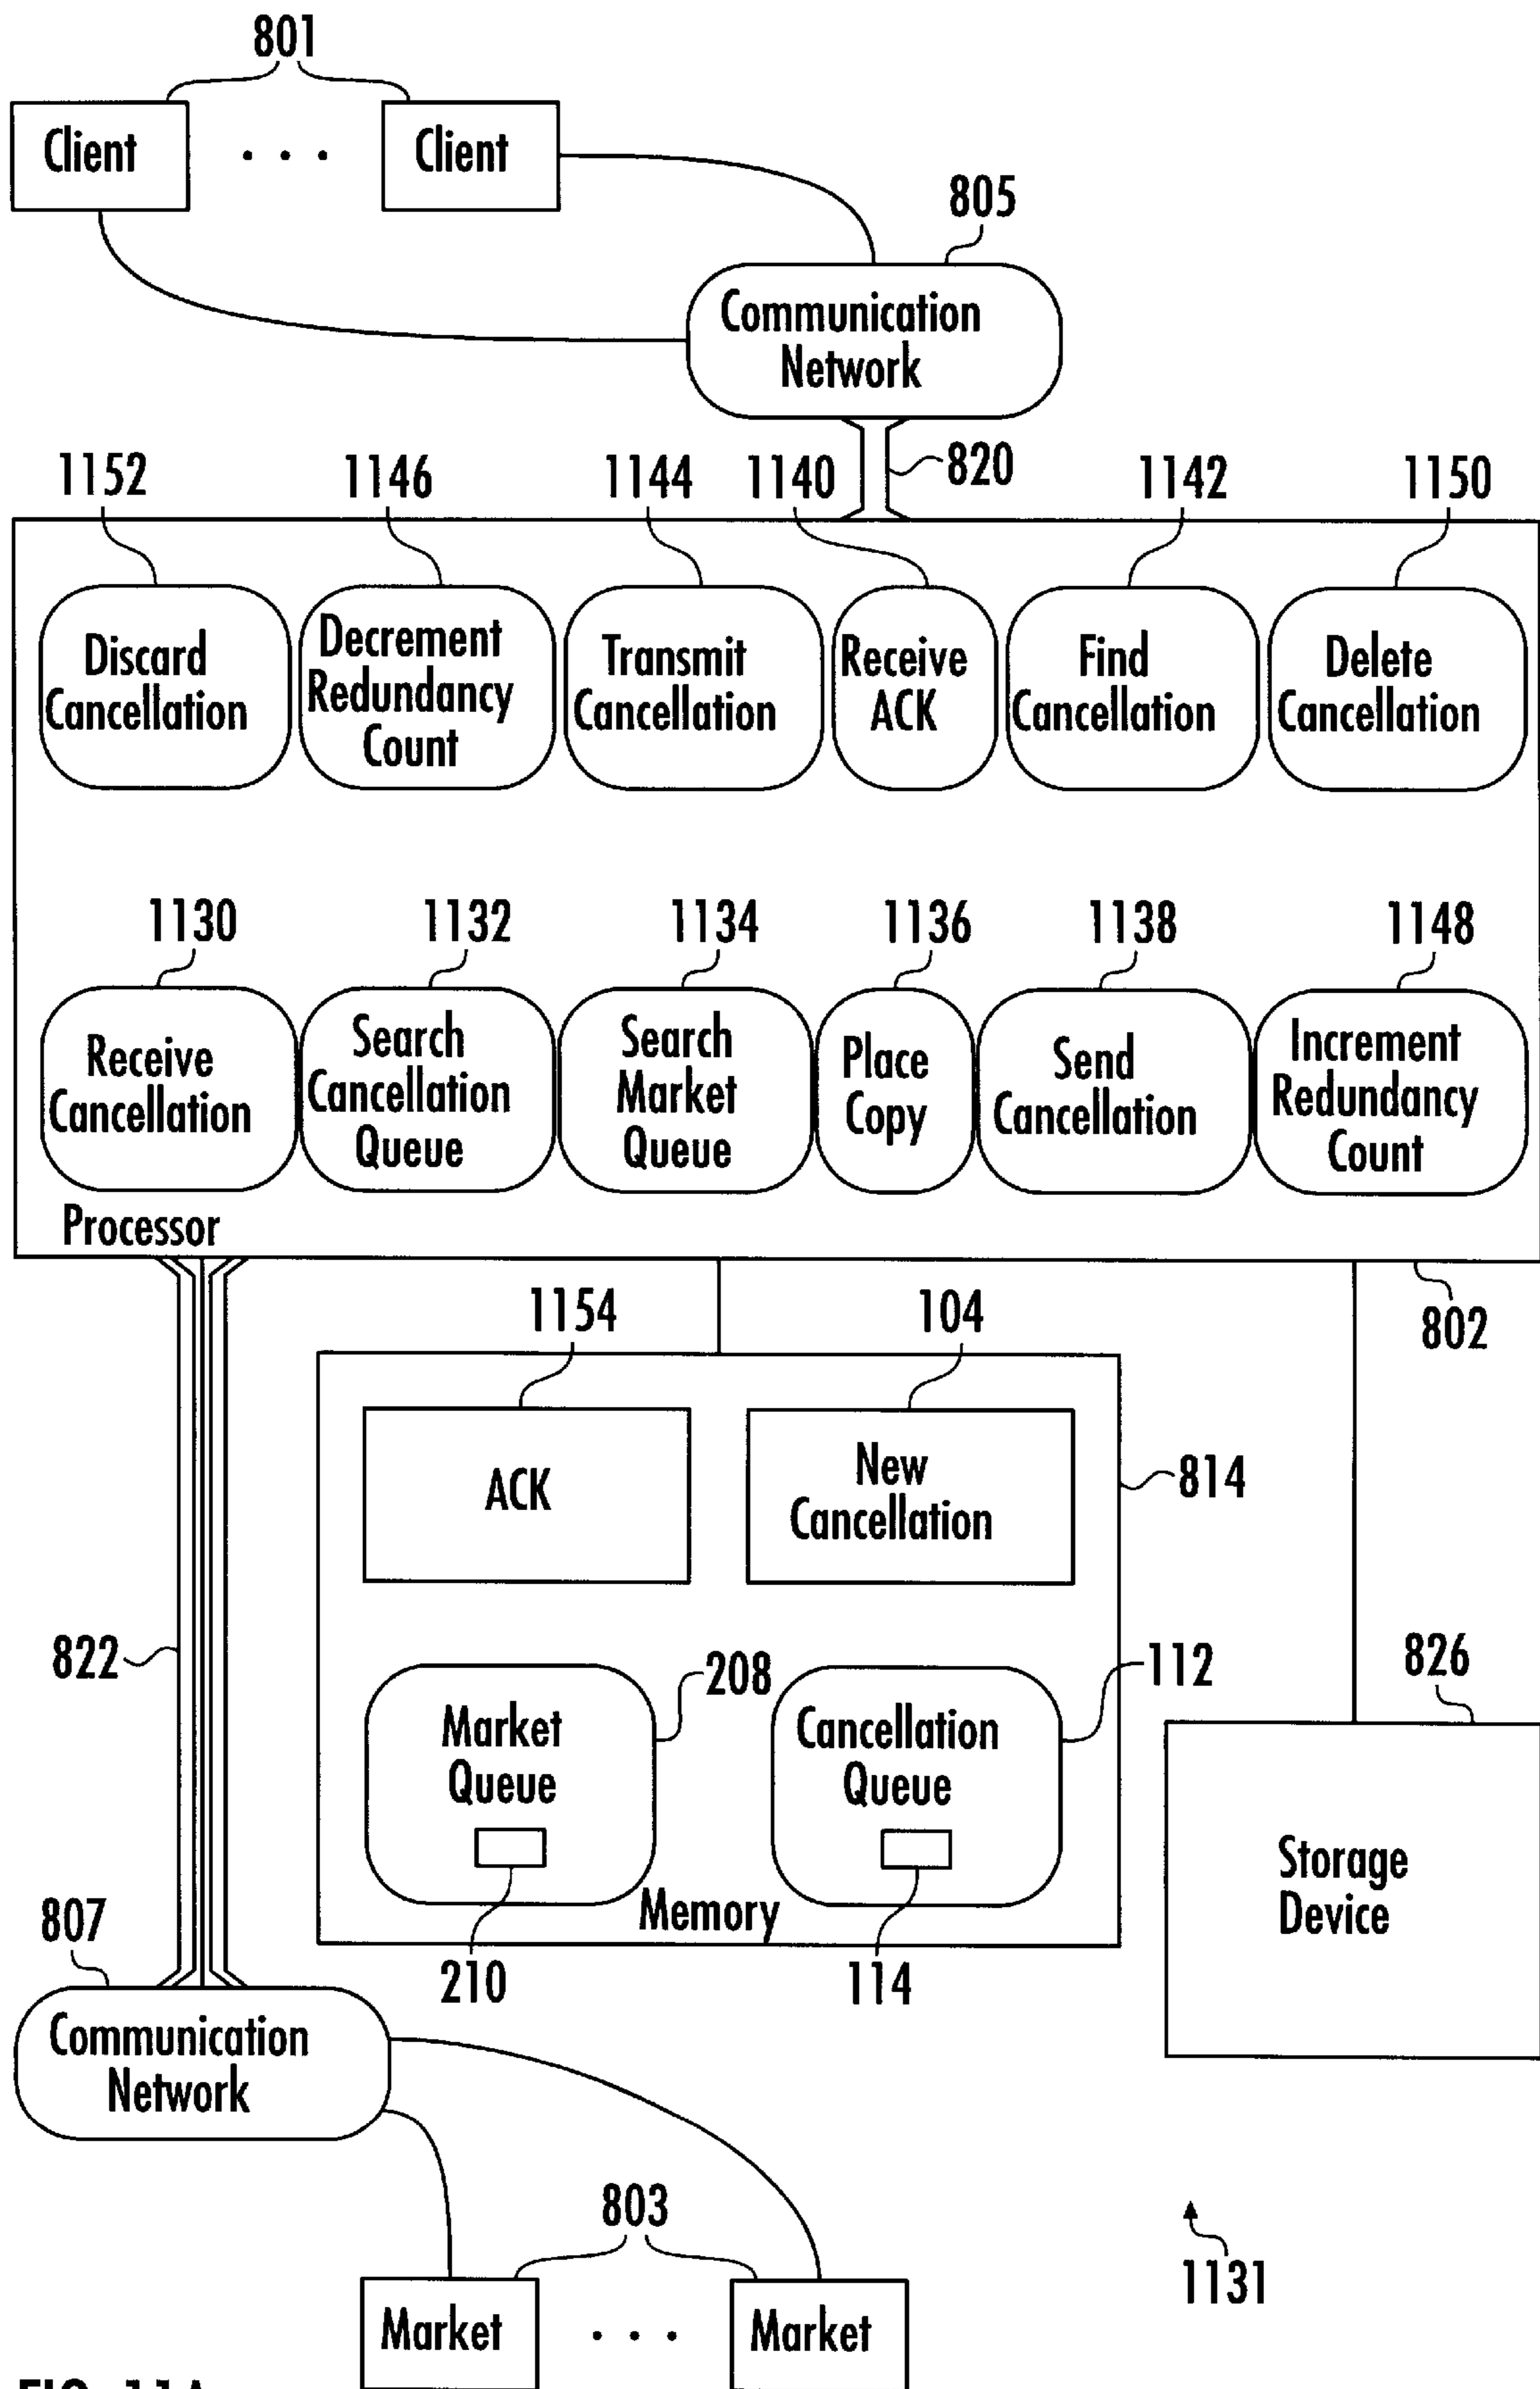 801
Client
. . .
Client
805
Communication
Network
820
1152
1146
1144
1140
1142
1150
Discard
Cancellation
Decrement
Redundancy
Count
Transmit
Cancellation
Receive
ACK
Find
Cancellation
Delete
Cancellation
1130
1132
1134
1136
1138
1148
Receive
Cancellation
Search
Cancellation
Queue
Search
Market
Queue
Place
Copy
Send
Cancellation
Increment
Redundancy
Count
Processor
802
1154
104
ACK
New
Cancellation
814
822
208
112
826
Market
Queue
Cancellation
Queue
Storage
Device
Memory
807
210
114
Communication
Network
803
1131
Market
. . .
Market
FIG. 11A